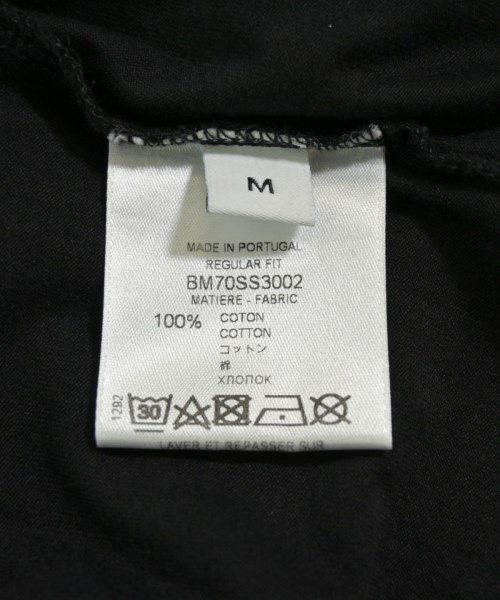 M
MADE IN PORTUGAL
REGULAR FIT
BM70SS3002
MATIERE - FABRIC
100% COTON
COTTON
コットン
棉
ХЛОПОК
1292
30
LAVER ET REPASSER SUR